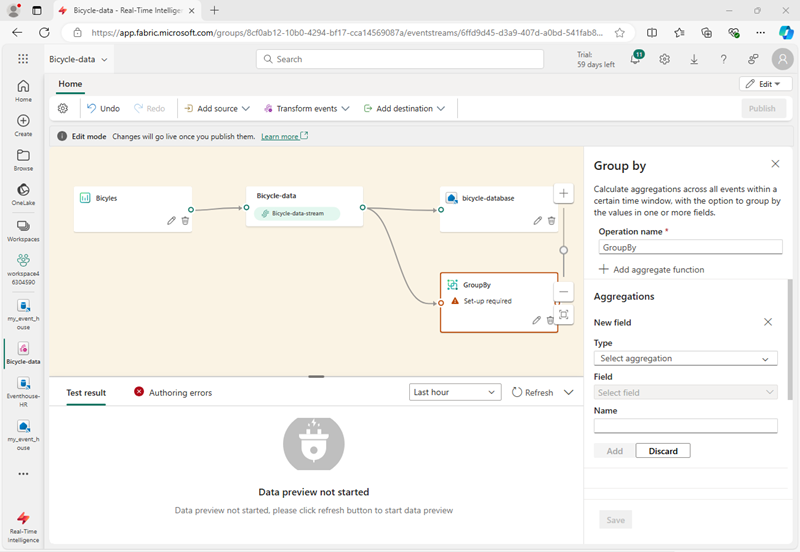 Bicycle-data - Real-Time Intelli
https://app.fabric.microsoft.com/groups/8cf0ab12-10b0-4294-bf17-cca14569087a/eventstreams/6ffd9d45-d3a9-407d-a0bd-541fab8...
Bicycle-data
Search
Trial:
59 days left
11
Home
Edit
Undo
Redo
Add source
Transform events
Add destination
Publish
Edit mode
Changes will go live once you publish them.
Learn more
Home
Create
Browse
OneLake
Workspaces
workspace46
6304590
my_event_h
ouse
Bicycle-data
Eventhouse-
HR
my_event_h
ouse
Real-Time
Intelligence
Bicyles
Bicycle-data
Bicycle-data-stream
bicycle-database
GroupBy
Set-up required
Test result
Authoring errors
Last hour
Refresh
Data preview not started
Data preview not started, please click refresh button to start data preview
Group by
Calculate aggregations across all events within a
certain time window, with the option to group by
the values in one or more fields.
Operation name *
GroupBy
Add aggregate function
Aggregations
New field
Type
Select aggregation
Field
Select field
Name
Add
Discard
Save